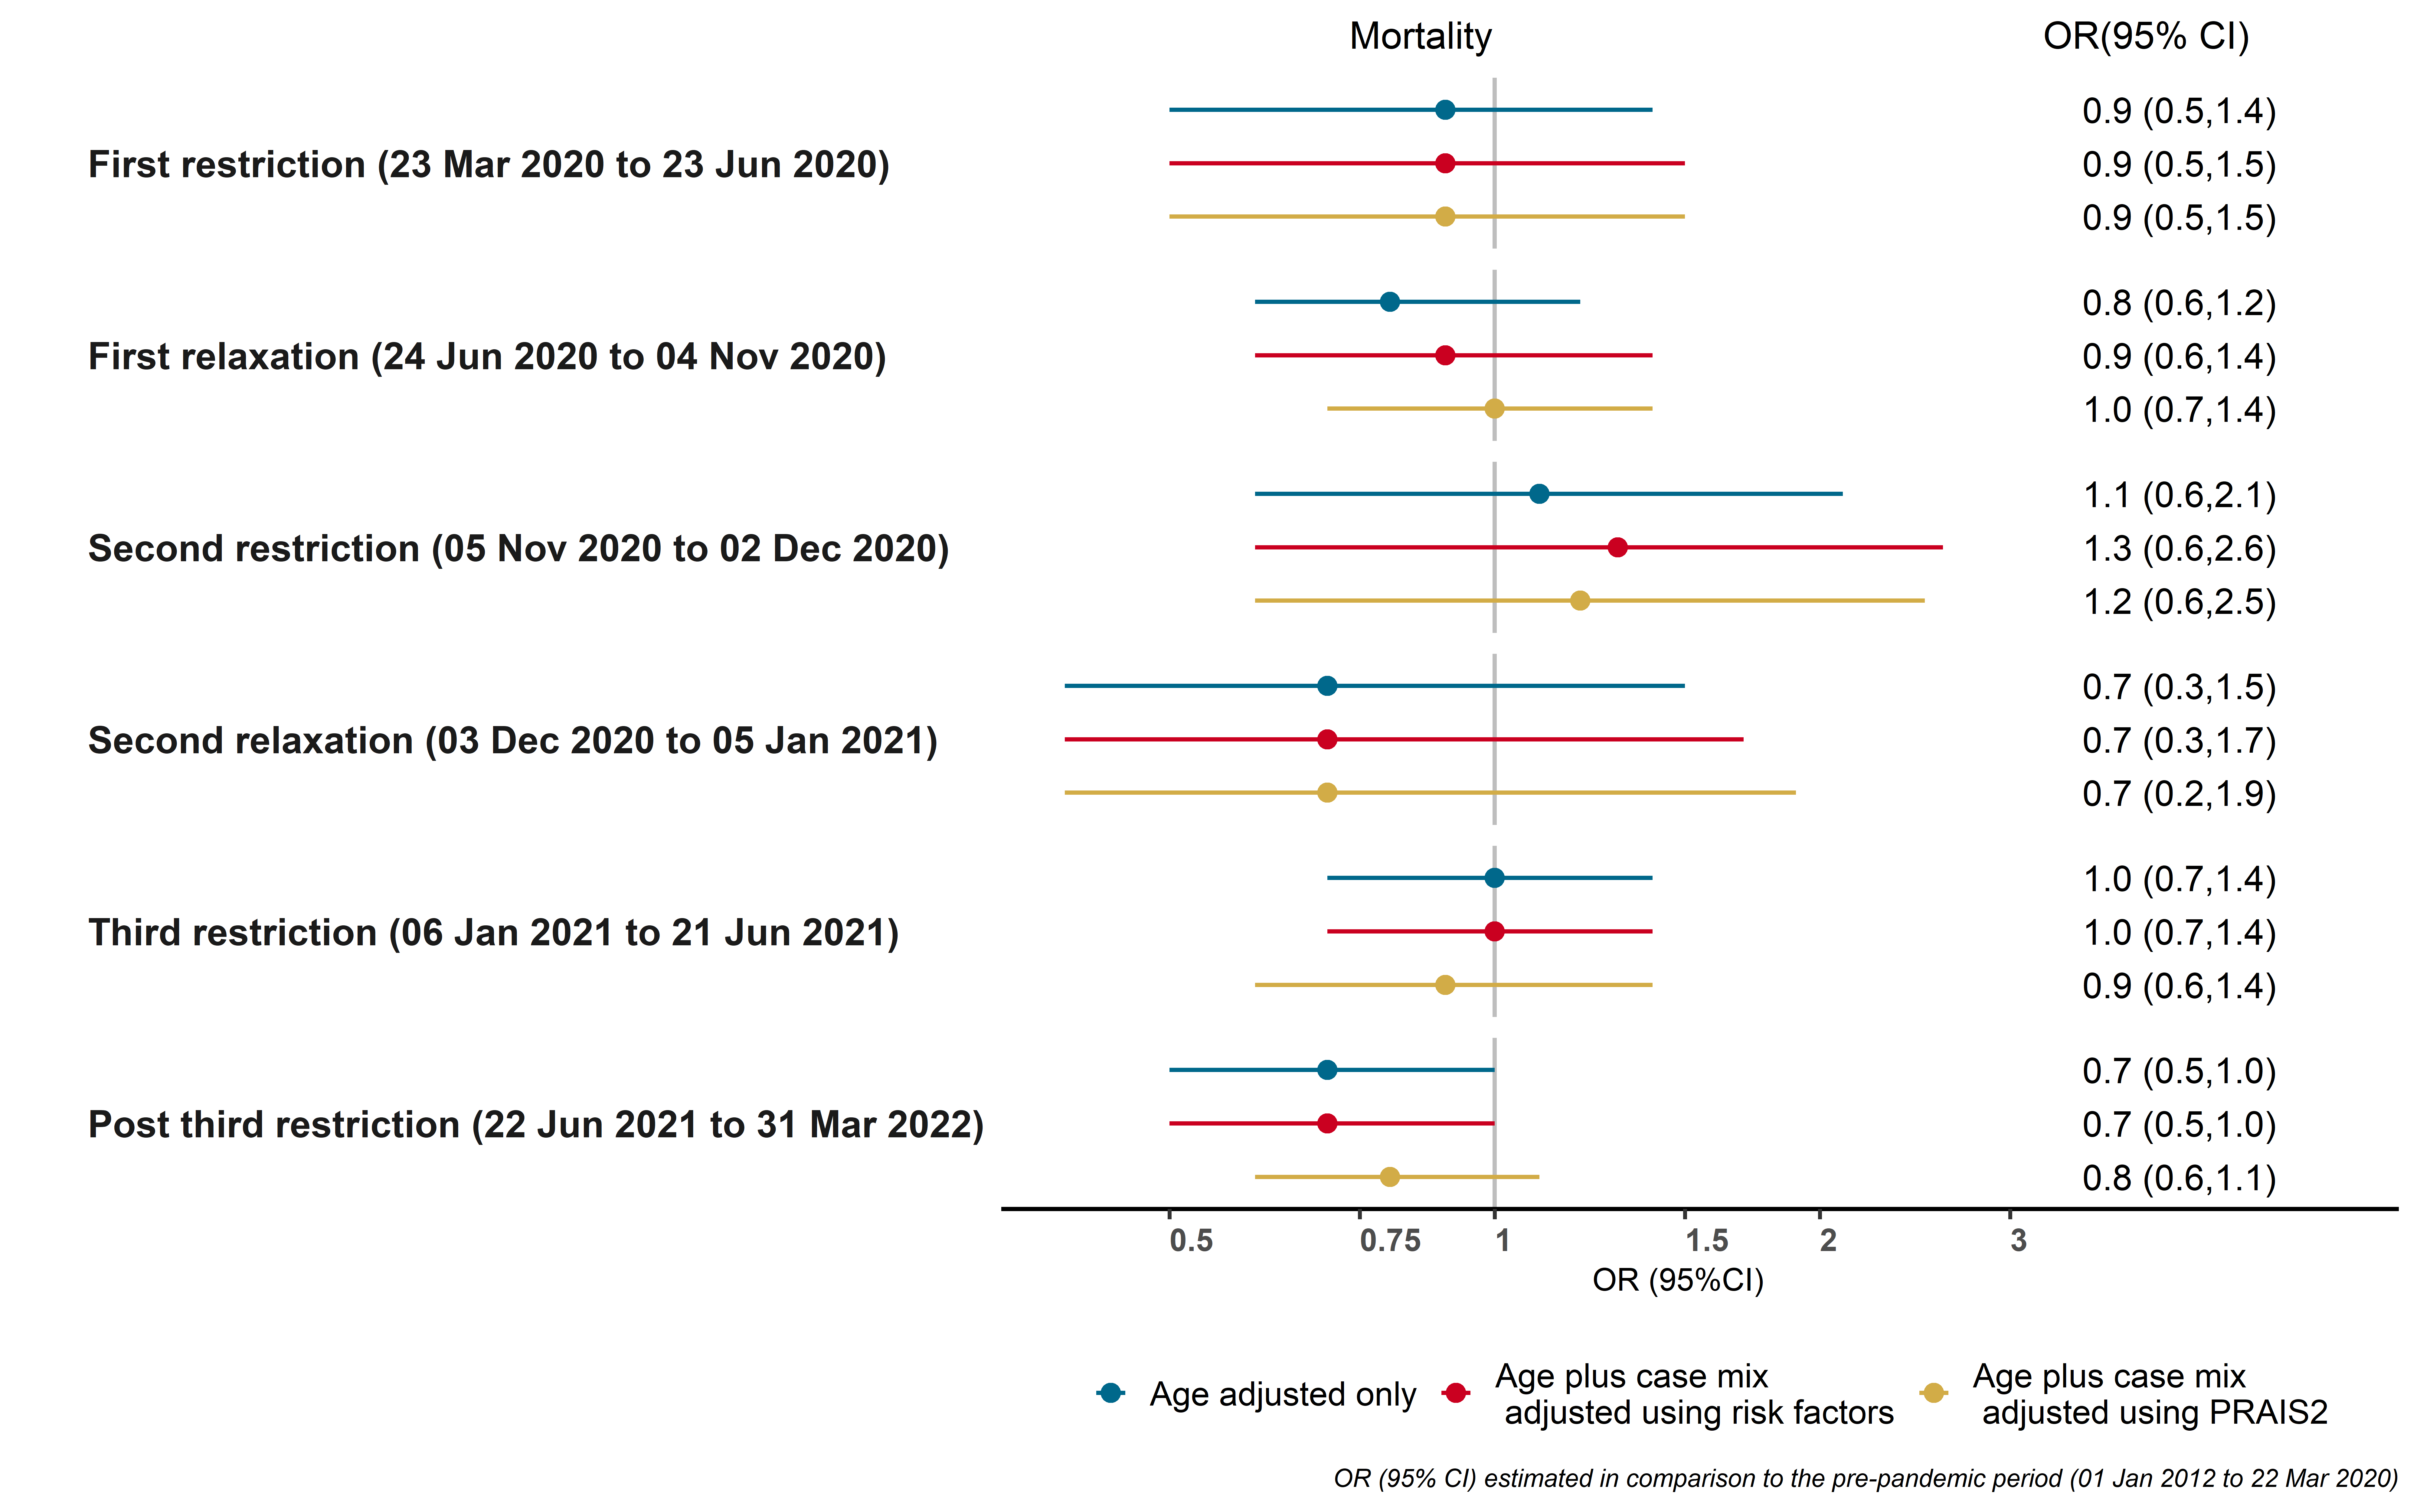 Mortality OR(95% CI)
0.9 (0.5,1.4)
First restriction (23 Mar 2020 to 23 Jun 2020) 0.9 (0.5,1.5)
0.9 (0.5,1.5)
0.8 (0.6,1.2)
First relaxation (24 Jun 2020 to 04 Nov 2020) 0.9 (0.6,1.4)
1.0 (0.7,1.4)
1.1 (0.6,2.1)
Second restriction (05 Nov 2020 to 02 Dec 2020) 1.3 (0.6,2.6)
1.2 (0.6,2.5)
0.7 (0.3,1.5)
Second relaxation (03 Dec 2020 to 05 Jan 2021) 0.7 (0.3,1.7)
0.7 (0.2,1.9)
1.0 (0.7,1.4)
Third restriction (06 Jan 2021 to 21 Jun 2021) 1.0 (0.7,1.4)
0.9 (0.6,1.4)
0.7 (0.5,1.0)
Post third restriction (22 Jun 2021 to 31 Mar 2022) 0.7 (0.5,1.0)
0.8 (0.6,1.1)
0.5 0.75 1 1.5 2 3
OR (95%CI)
Age adjusted only
Age plus case mix
adjusted using risk factors
Age plus case mix
adjusted using PRAIS2
OR (95% CI) estimated in comparison to the pre-pandemic period (01 Jan 2012 to 22 Mar 2020)